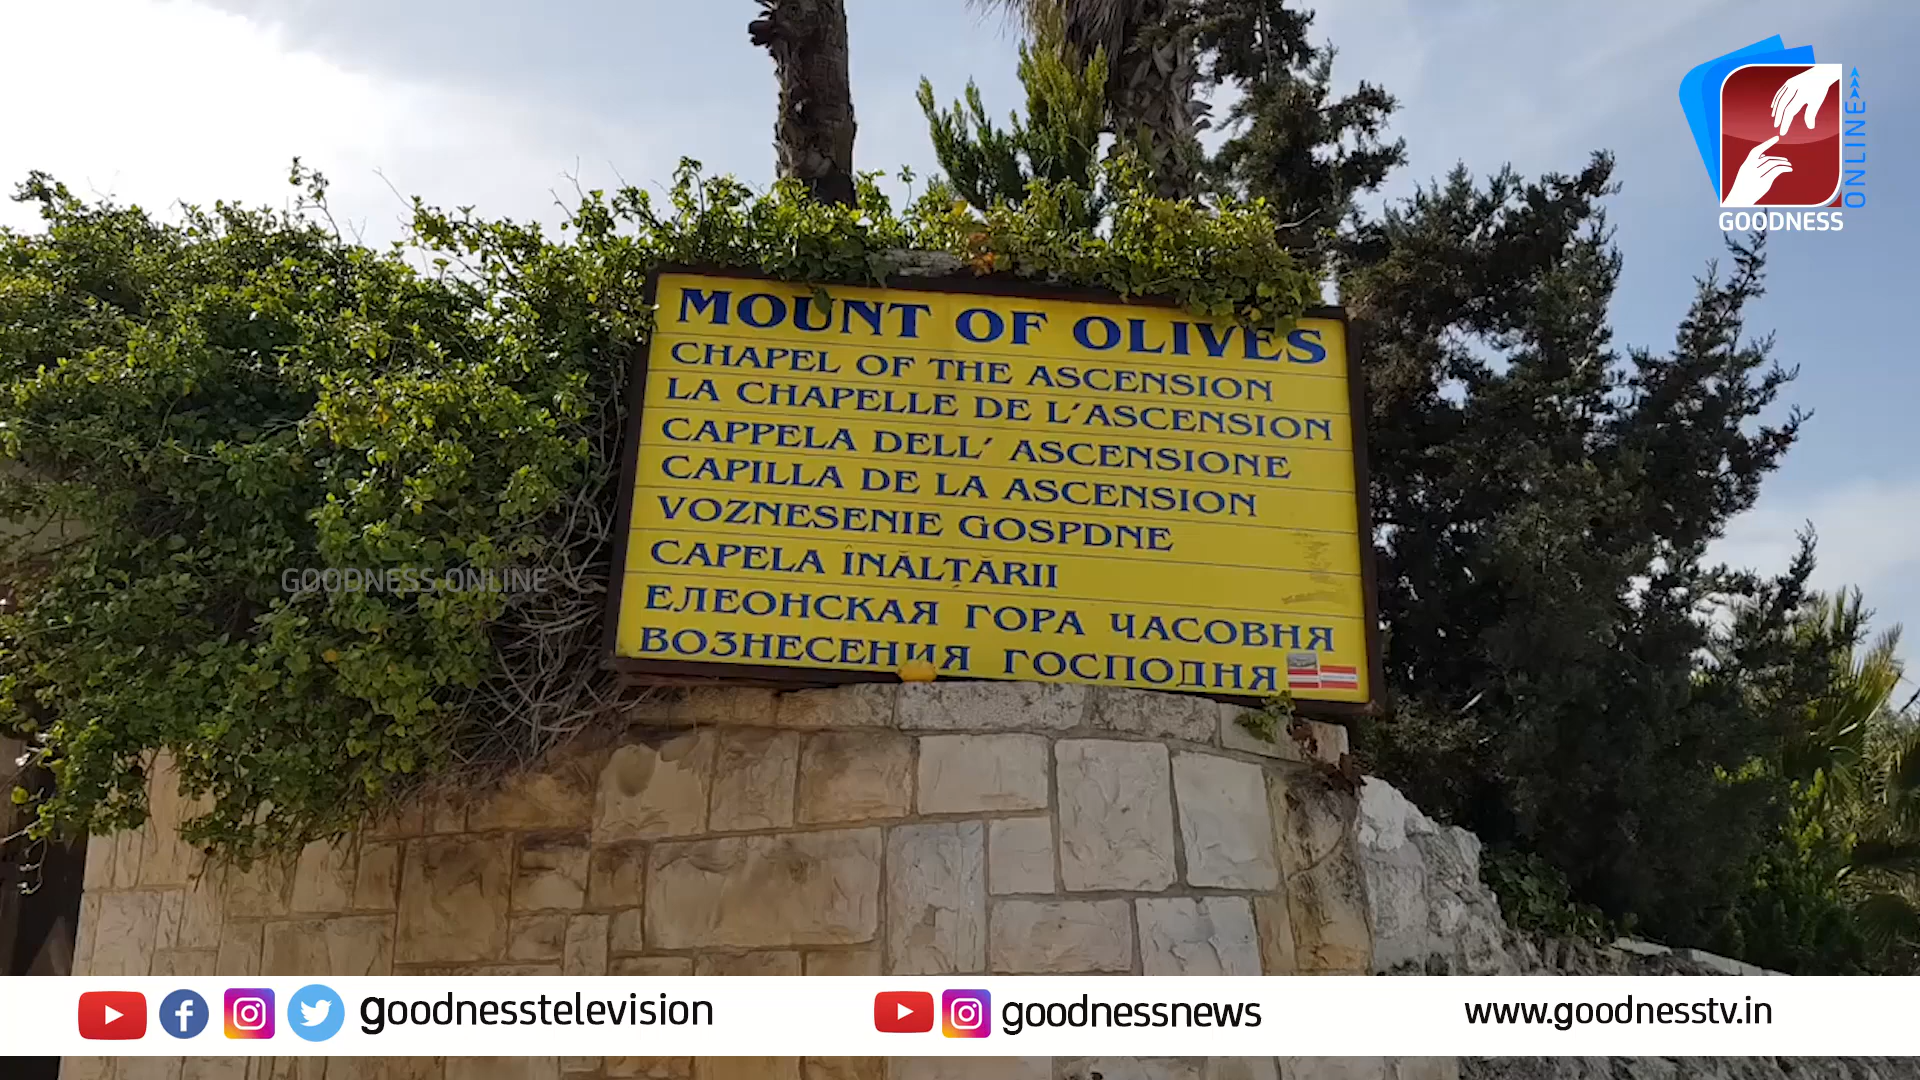 MOUNT OF OLIVES
CHAPEL OF THE ASCENSION
LA CHAPELLE DE L'ASCENSION
CAPPELA DELL' ASCENSIONE
CAPILLA DE LA ASCENSION
VOZNESENIE GOSPDNE
CAPELA ÎNĂLȚĂRII
ЕЛЕОНСКАЯ ГОРА ЧАСОВНЯ
ВОЗНЕСЕНИЯ ГОСПОДНЯ
GOODNESS
ONLINE
GOODNESS ONLINE
goodnesstelevision
goodnessnews
www.goodnesstv.in